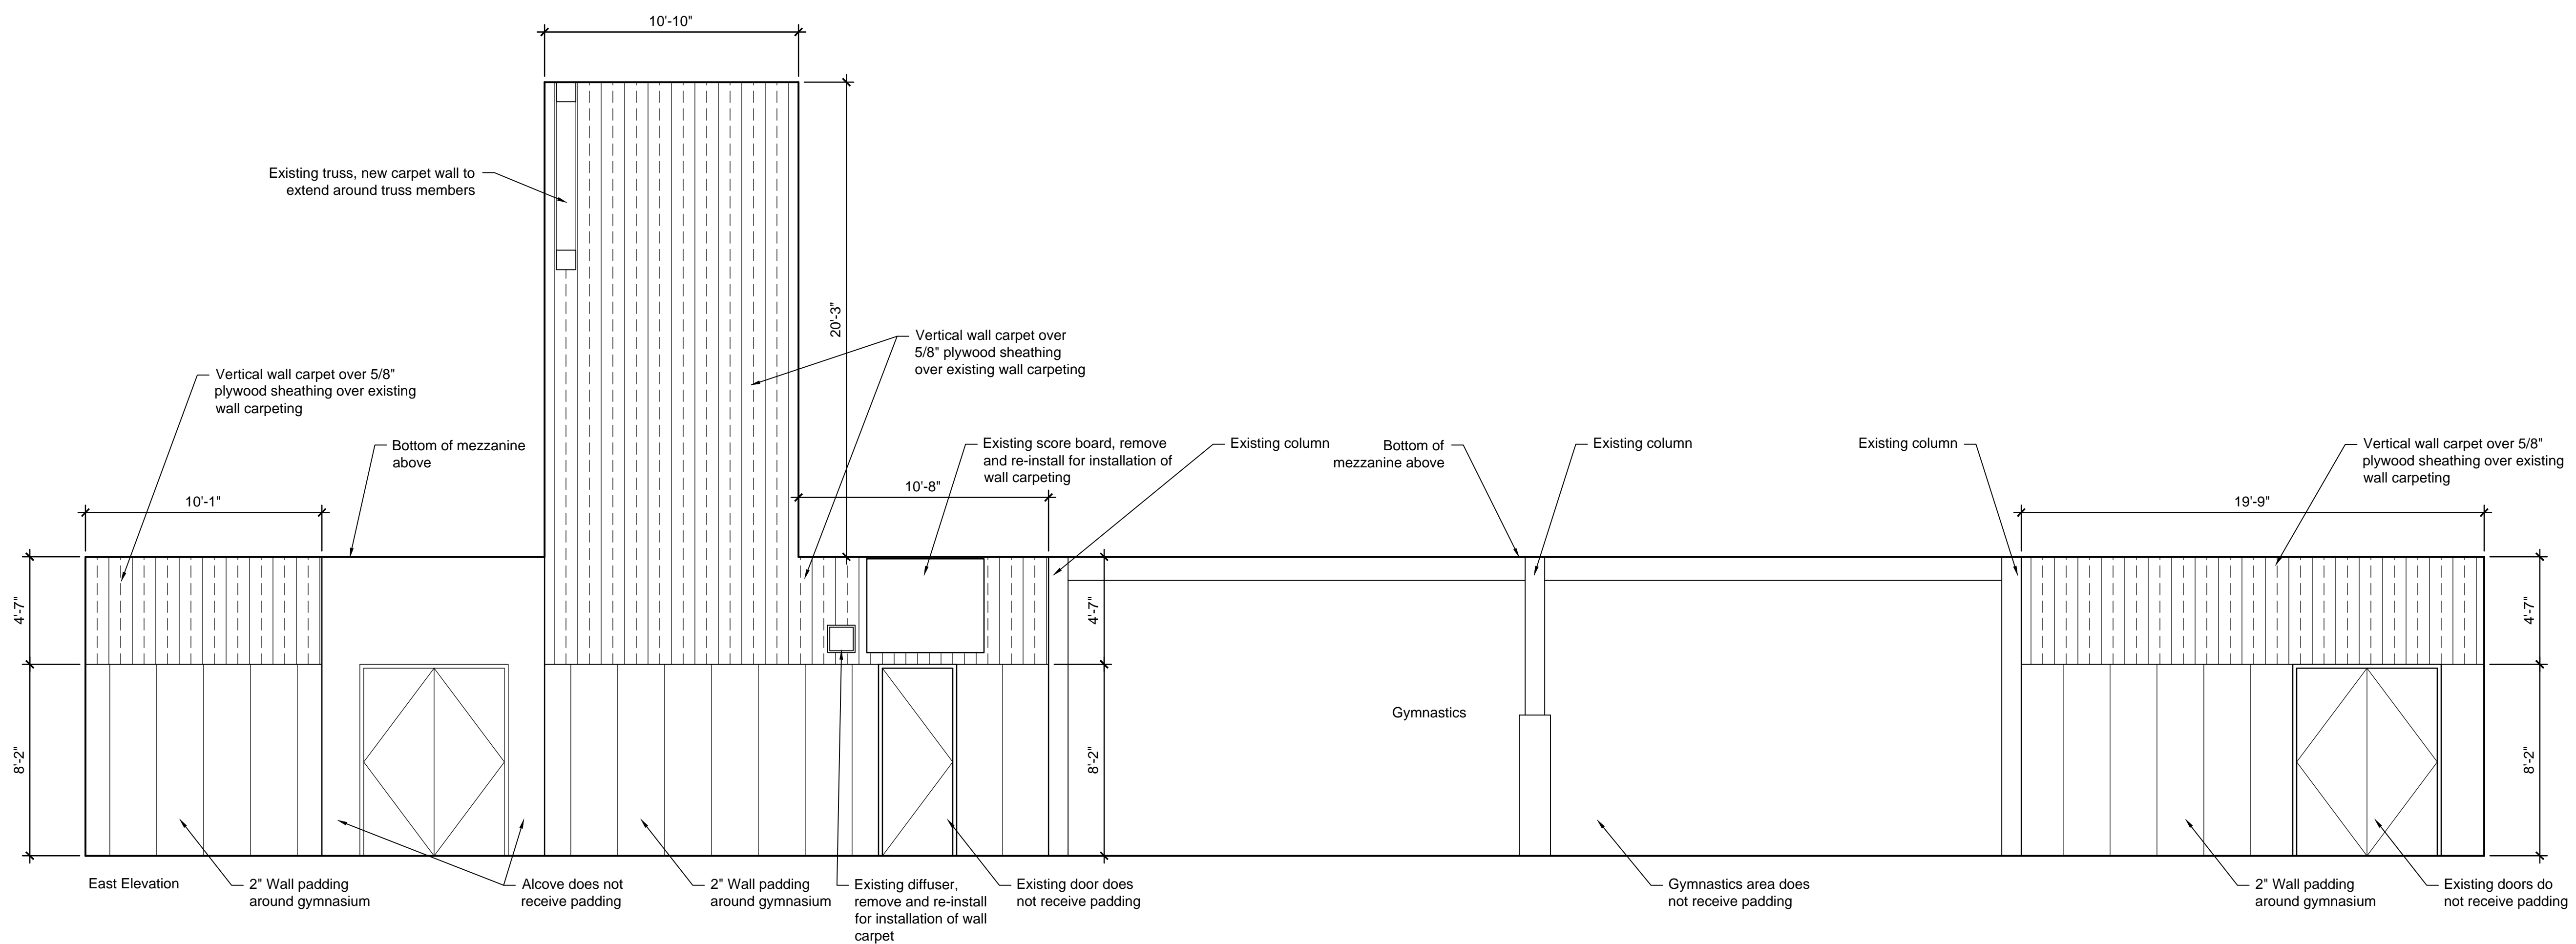 10'-10"
Existing truss, new carpet wall to
extend around truss members
20'-3"
Vertical wall carpet over
5/8" plywood sheathing
over existing wall carpeting
Vertical wall carpet over 5/8"
plywood sheathing over existing
wall carpeting
Bottom of mezzanine
above
Existing score board, remove
and re-install for installation of
wall carpeting
Existing column
Bottom of
mezzanine above
Existing column
Existing column
Vertical wall carpet over 5/8"
plywood sheathing over existing
wall carpeting
10'-1"
10'-8"
19'-9"
4'-7"
4'-7"
4'-7"
Gymnastics
8'-2"
8'-2"
8'-2"
East Elevation
2" Wall padding
around gymnasium
Alcove does not
receive padding
2" Wall padding
around gymnasium
Existing diffuser,
remove and re-install
for installation of wall
carpet
Existing door does
not receive padding
Gymnastics area does
not receive padding
2" Wall padding
around gymnasium
Existing doors do
not receive padding